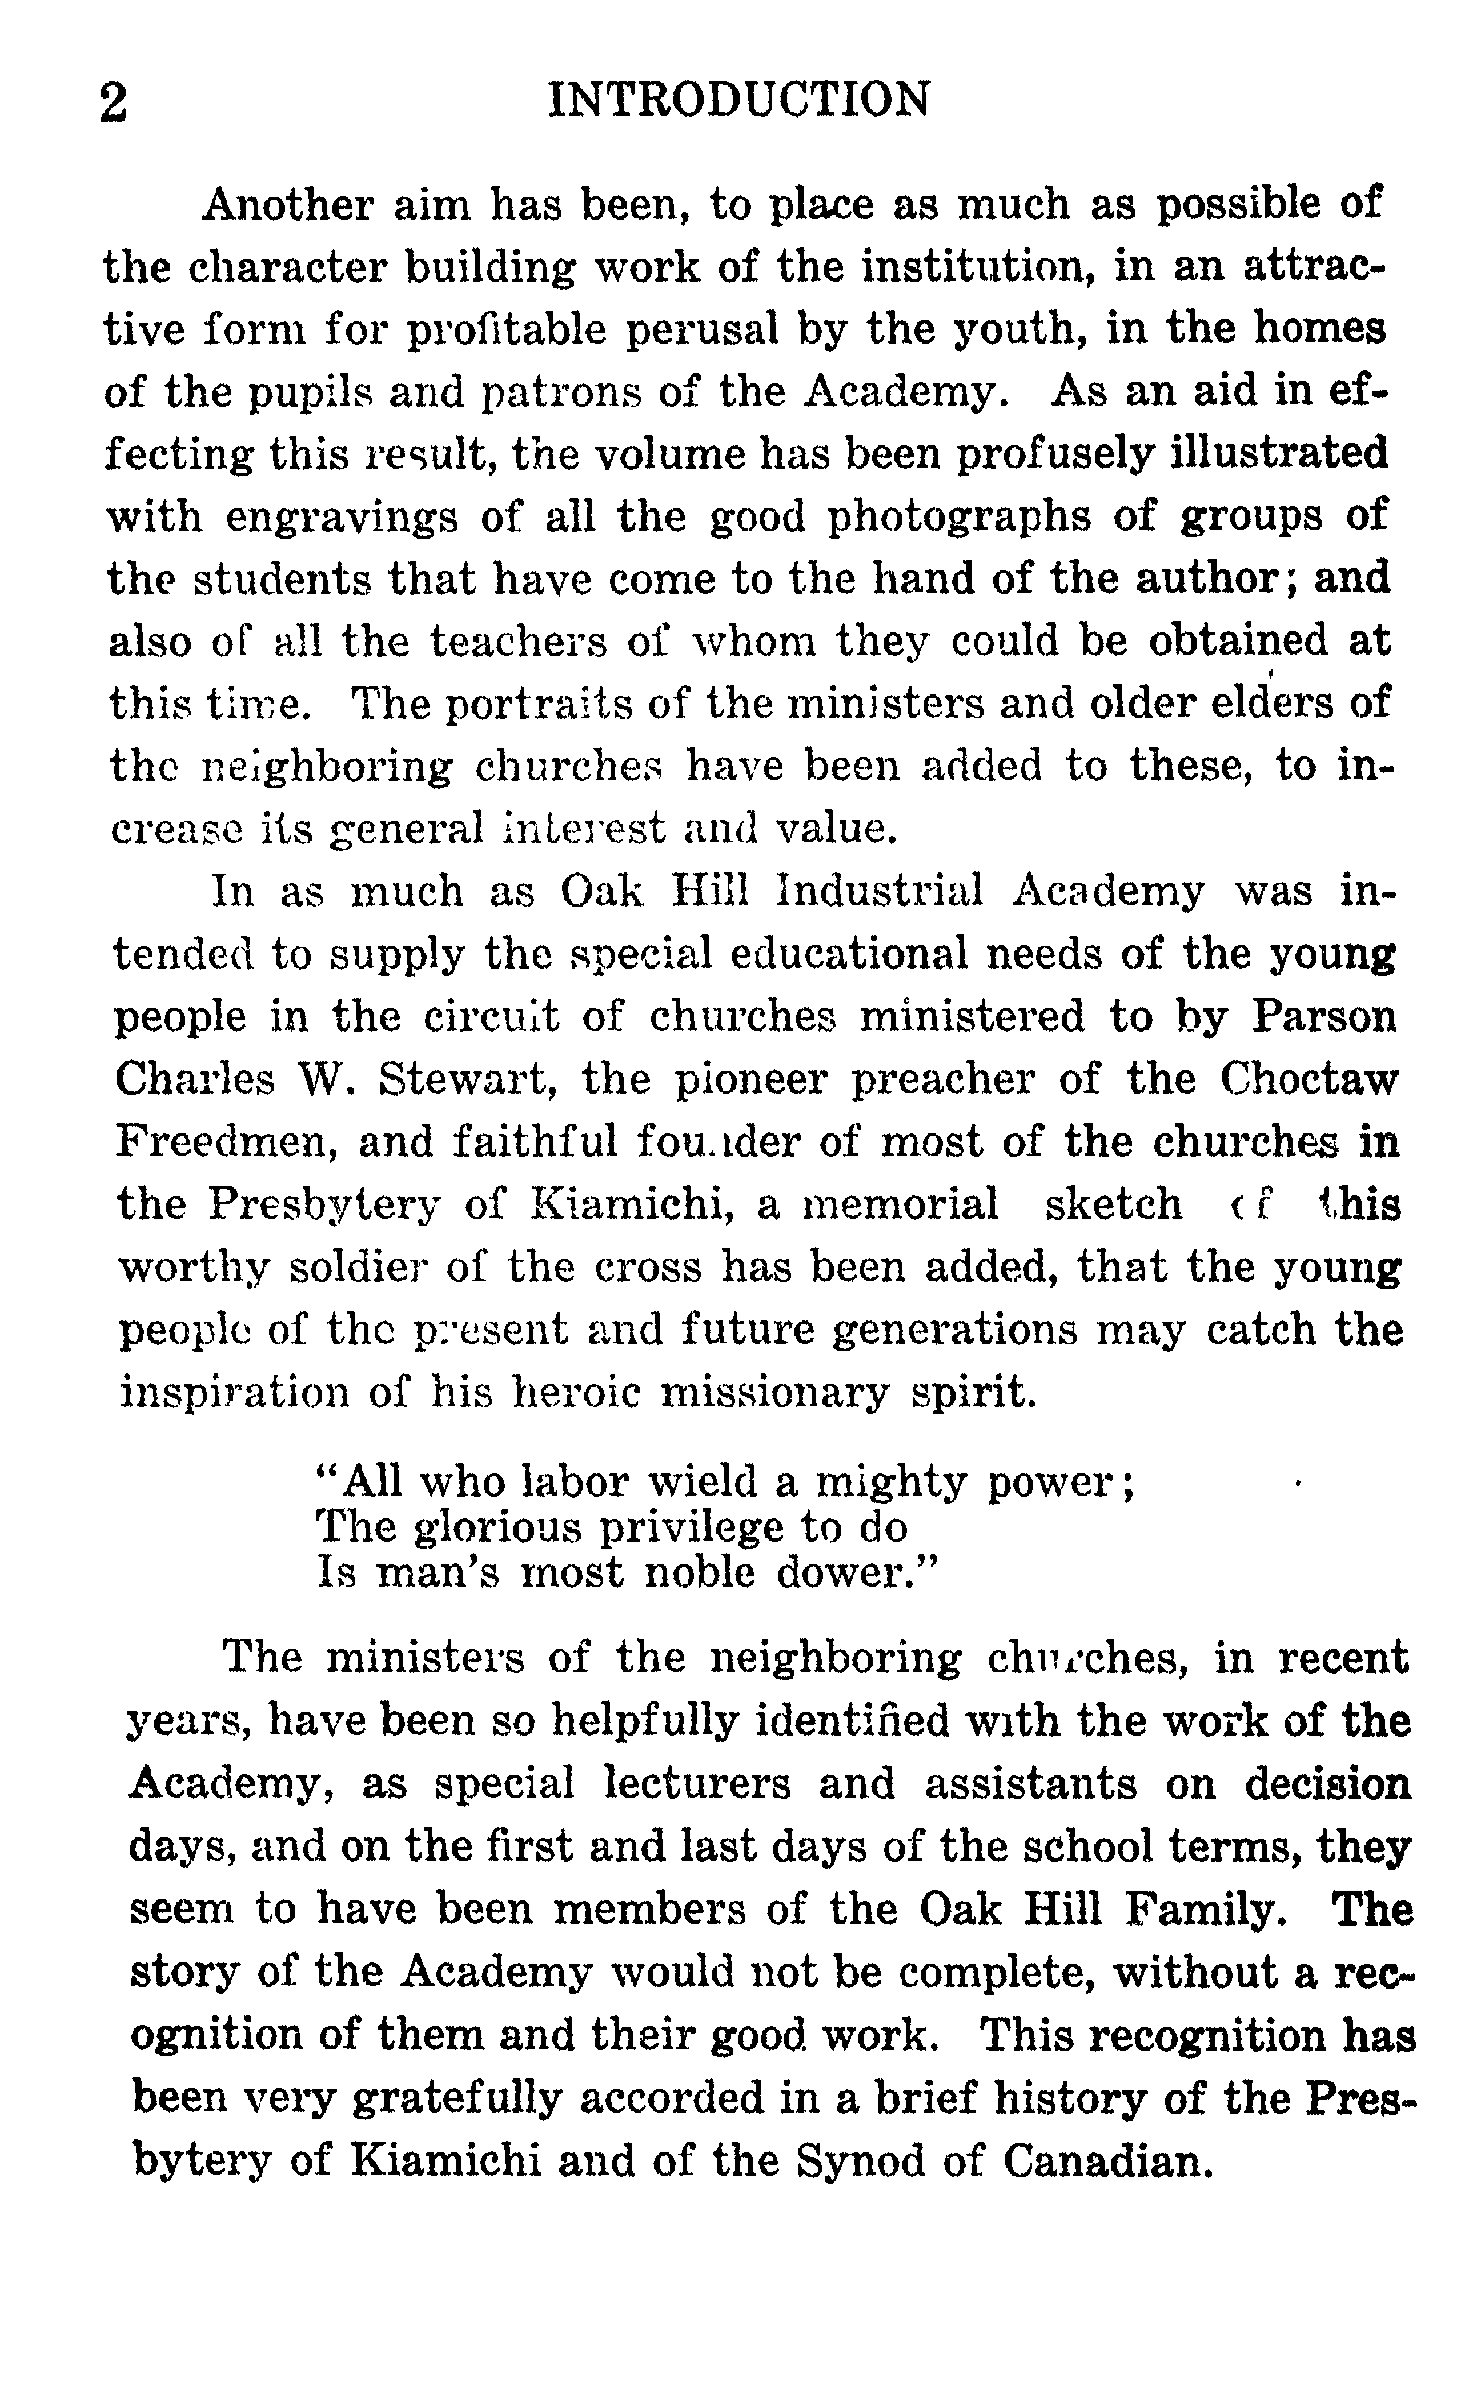 2 INTRODUCTION
Another aim has been, to place as much as possible of
the character building work of the institution, in an attrac-
tive form for profitable perusal by the youth, in the homes
of the pupils and patrons of the Academy. As an aid in ef-
fecting this result, the volume has been profusely illustrated
with engravings of all the good photographs of groups of
the students that have come to the hand of the author; and
also of all the teachers of whom they could be obtained at
this time. The portraits of the ministers and older elders of
the neighboring churches have been added to these, to in-
crease its general interest and value.
In as much as Oak Hill Industrial Academy was in-
tended to supply the special educational needs of the young
people in the circuit of churches ministered to by Parson
Charles W. Stewart, the pioneer preacher of the Choctaw
Freedmen, and faithful founder of most of the churches in
the Presbytery of Kiamichi, a memorial sketch of this
worthy soldier of the cross has been added, that the young
people of the present and future generations may catch the
inspiration of his heroic missionary spirit.
"All who labor wield a mighty power;
The glorious privilege to do
Is man's most noble dower."
The ministers of the neighboring churches, in recent
years, have been so helpfully identified with the work of the
Academy, as special lecturers and assistants on decision
days, and on the first and last days of the school terms, they
seem to have been members of the Oak Hill Family. The
story of the Academy would not be complete, without a rec-
ognition of them and their good work. This recognition has
been very gratefully accorded in a brief history of the Pres-
bytery of Kiamichi and of the Synod of Canadian.